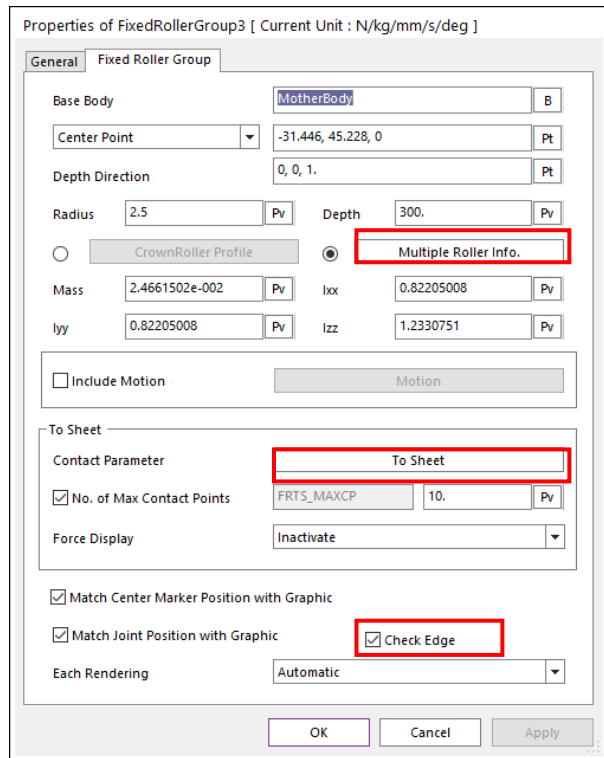 Properties of FixedRollerGroup3 [ Current Unit : N/kg/mm/s/deg ]
General Fixed Roller Group
Base Body MotherBody B
Center Point -31.446, 45.228, 0 Pt
Depth Direction 0, 0, 1. Pt
Radius 2.5 Pv Depth 300. Pv
CrownRoller Profile Multiple Roller Info.
Mass 2.4661502e-002 Pv Ixx 0.82205008 Pv
Iyy 0.82205008 Pv Izz 1.2330751 Pv
Include Motion Motion
To Sheet
Contact Parameter To Sheet
No. of Max Contact Points FRTS_MAXCP 10. Pv
Force Display Inactivate
Match Center Marker Position with Graphic
Match Joint Position with Graphic Check Edge
Each Rendering Automatic
OK Cancel Apply